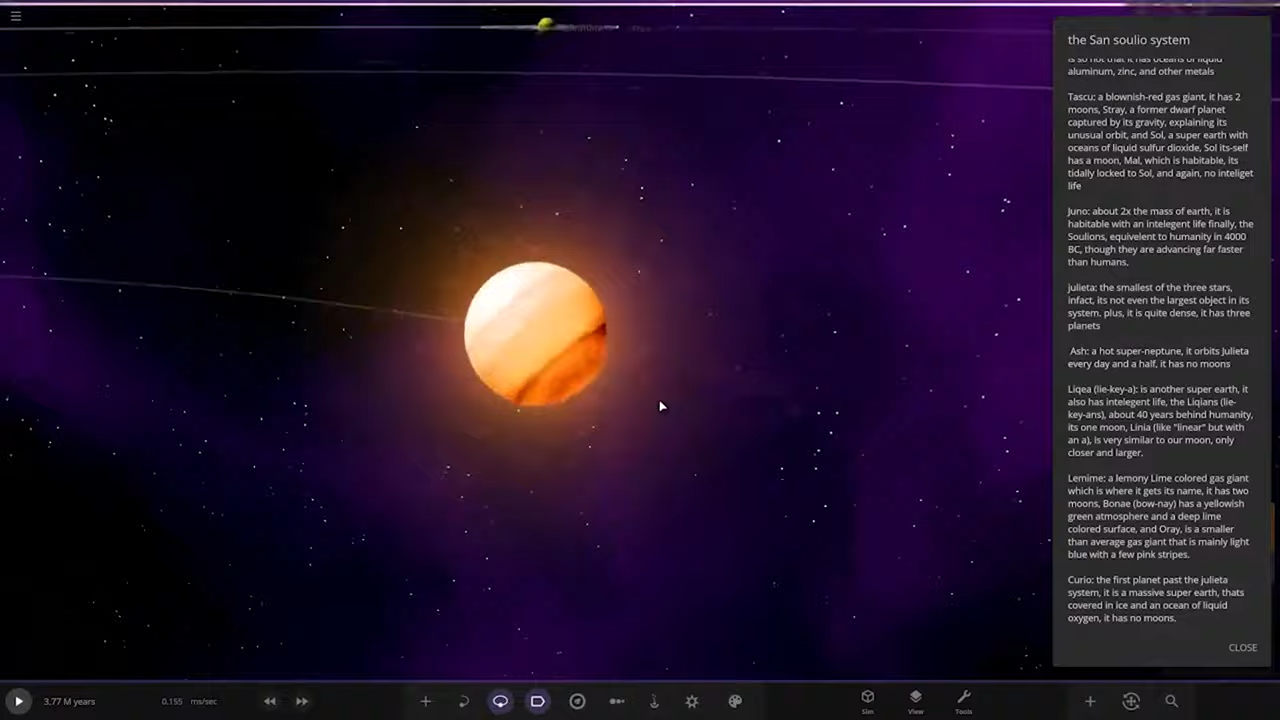 the San soulio system
is so hot that it has oceans of liquid
aluminum, zinc, and other metals
Tascu: a blownish-red gas giant, it has 2
moons, Stray, a former dwarf planet
captured by its gravity, explaining its
unusual orbit, and Sol, a super earth with
oceans of liquid sulfur dioxide, Sol its-self
has a moon, Mal, which is habitable, its
tidally locked to Sol, and again, no inteliget
life
Juno: about 2x the mass of earth, it is
habitable with an intelegent life finally, the
Soulions, equivelent to humanity in 4000
BC, though they are advancing far faster
than humans.
julieta: the smallest of the three stars,
infact, its not even the largest object in its
system. plus, it is quite dense, it has three
planets
Ash: a hot super-neptune, it orbits Julieta
every day and a half, it has no moons
Liqea (lie-key-a): is another super earth, it
also has intelegent life, the Liqians (lie-
key-ans), about 40 years behind humanity,
its one moon, Linia (like "linear" but with
an a), is very similar to our moon, only
closer and larger.
Lemime: a lemony Lime colored gas giant
which is where it gets its name, it has two
moons, Bonae (bow-nay) has a yellowish
green atmosphere and a deep lime
colored surface, and Oray, is a smaller
than average gas giant that is mainly light
blue with a few pink stripes.
Curio: the first planet past the julieta
system, it is a massive super earth, thats
covered in ice and an ocean of liquid
oxygen, it has no moons.
CLOSE
3.77 M years
0.155 ms/sec
Sim
View
Tools